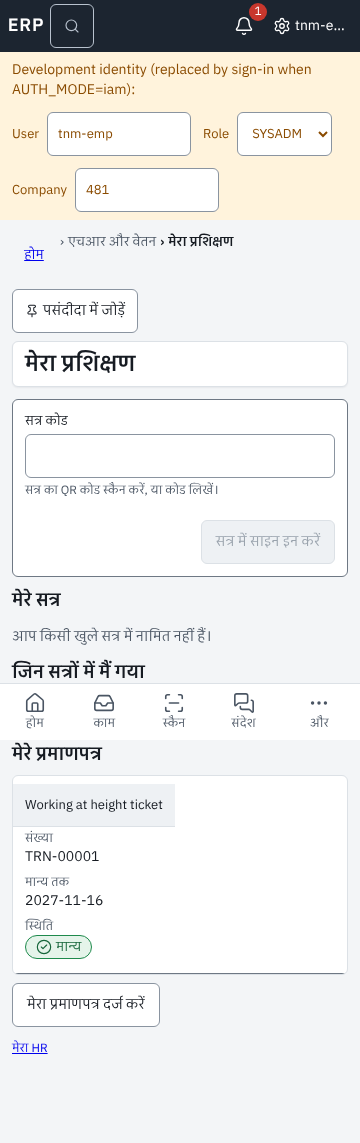 ERP
1
tnm-e...
Development identity (replaced by sign-in when
AUTH_MODE=iam):
User tnm-emp Role SYSADM
Company 481
होम › एचआर और वेतन › मेरा प्रशिक्षण
पसंदीदा में जोड़ें
मेरा प्रशिक्षण
सत्र कोड
सत्र का QR कोड स्कैन करें, या कोड लिखें।
सत्र में साइन इन करें
मेरे सत्र
आप किसी खुले सत्र में नामित नहीं हैं।
जिन सत्रों में मैं गया
होम काम स्कैन संदेश और
मेरे प्रमाणपत्र
Working at height ticket
संख्या
TRN-00001
मान्य तक
2027-11-16
स्थिति
मान्य
मेरा प्रमाणपत्र दर्ज करें
मेरा HR